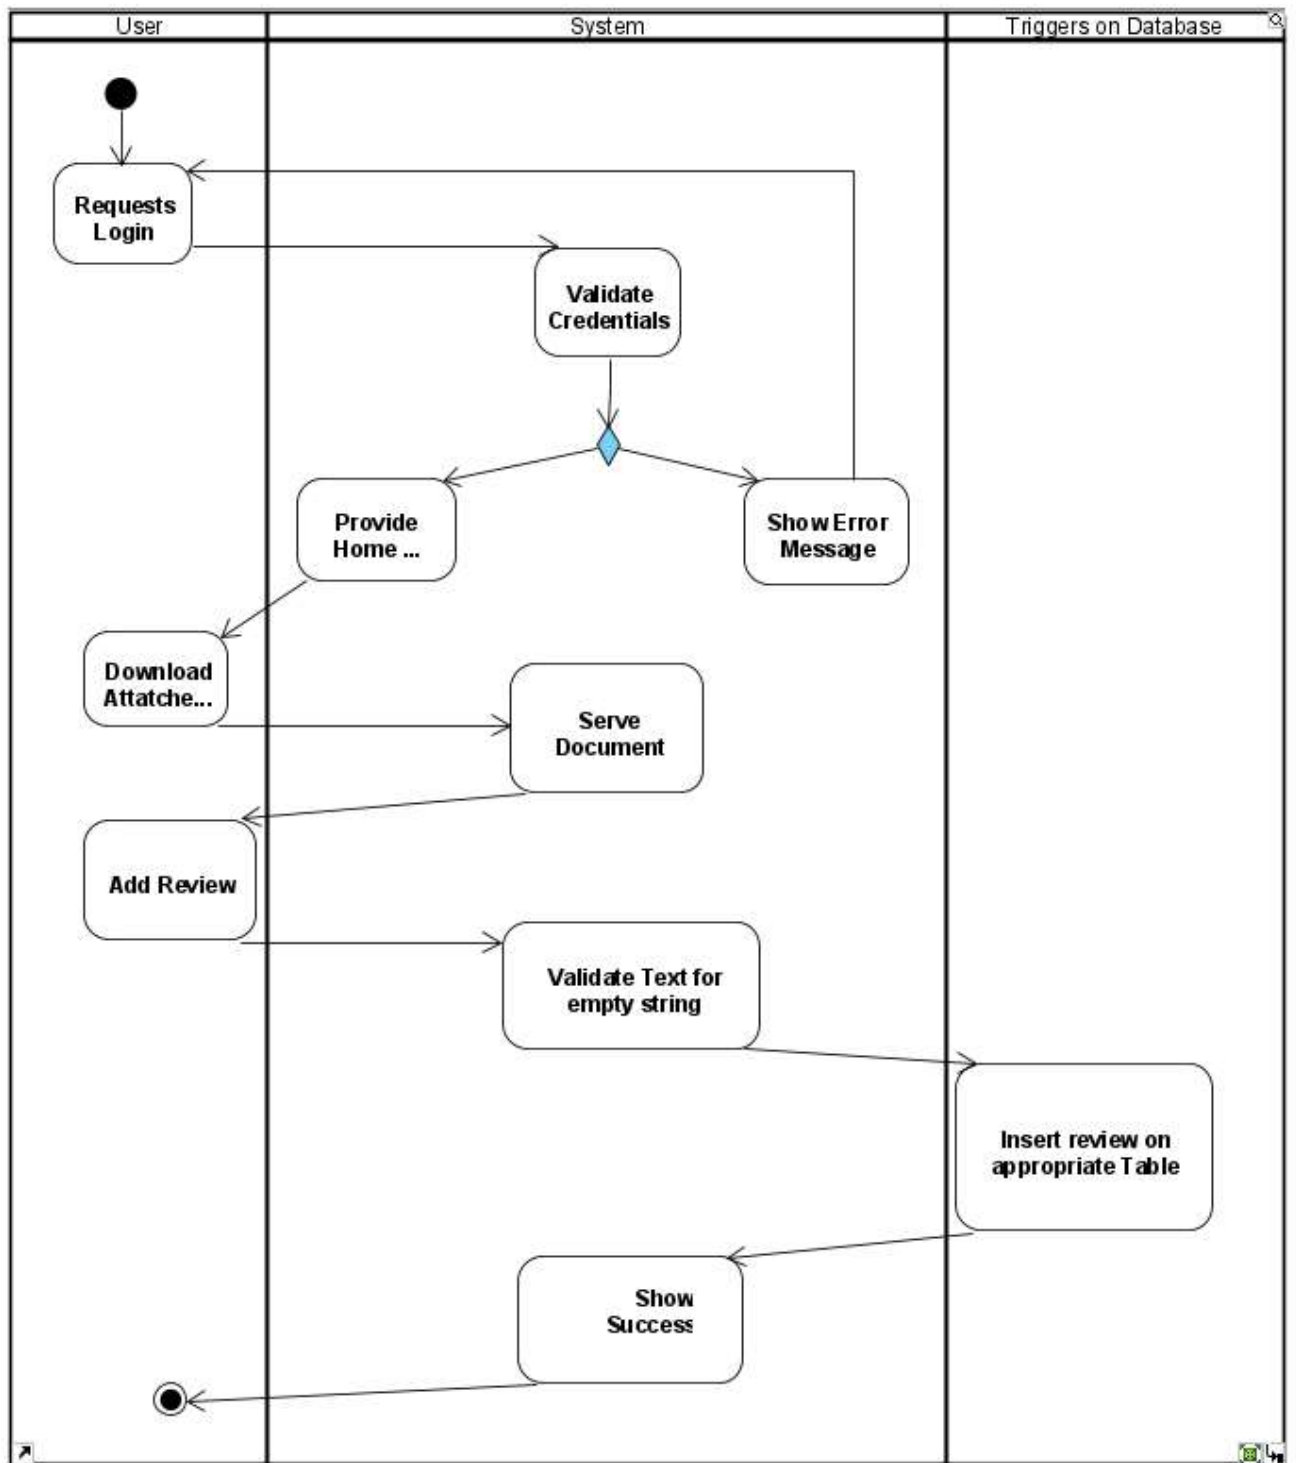 User
System
Triggers on Database
Requests
Login
Validate
Credentials
Provide
Home ...
Show Error
Message
Download
Attatche...
Serve
Document
Add Review
Validate Text for
empty string
Insert review on
appropriate Table
Show
Success